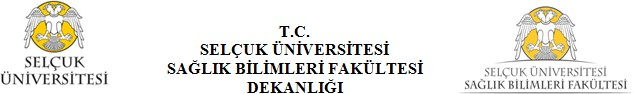 SELÇUK
ÜNİVERSİTESİ
T.C.
SELÇUK ÜNİVERSİTESİ
SAĞLIK BİLİMLERİ FAKÜLTESİ
DEKANLIĞI
SELÇUK ÜNİVERSİTESİ
SAĞLIK BİLİMLERİ FAKÜLTESİ